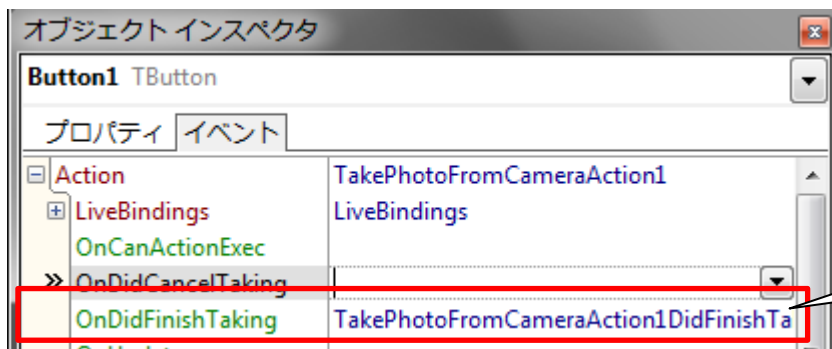 オブジェクト インスペクタ
Button1 TButton
プロパティ イベント
Action TakePhotoFromCameraAction1
LiveBindings LiveBindings
OnCanActionExec
OnDidCancelTaking
OnDidFinishTaking TakePhotoFromCameraAction1DidFinishTa